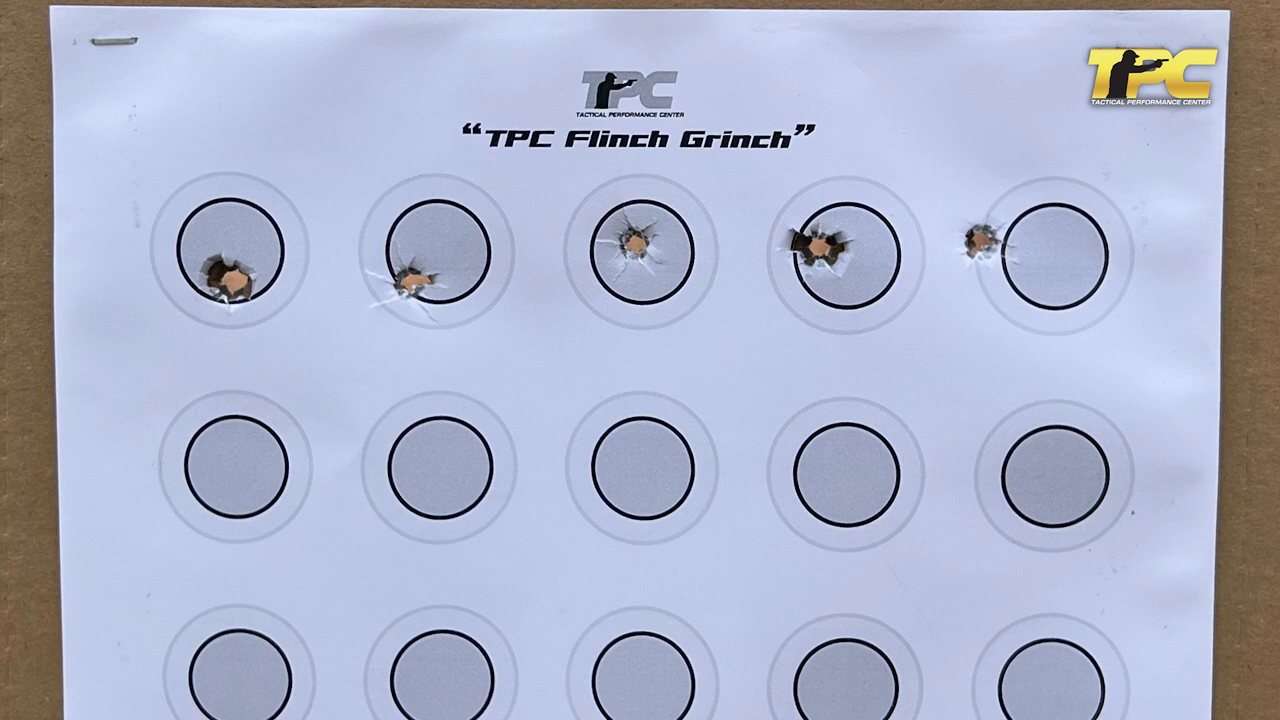 TPC
TACTICAL PERFORMANCE CENTER
“TPC Flinch Grinch”
TPC
TACTICAL PERFORMANCE CENTER